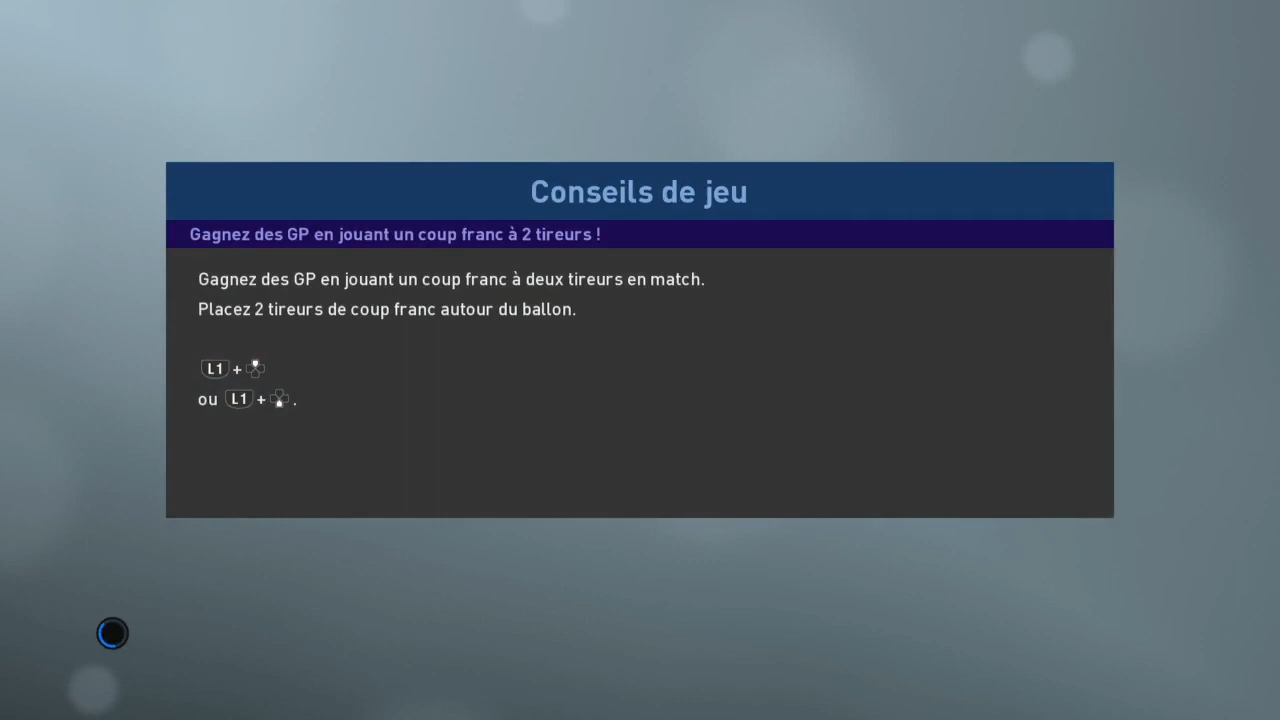 Conseils de jeu
Gagnez des GP en jouant un coup franc à 2 tireurs !
Gagnez des GP en jouant un coup franc à deux tireurs en match.
Placez 2 tireurs de coup franc autour du ballon.
L1 +
ou L1 + .